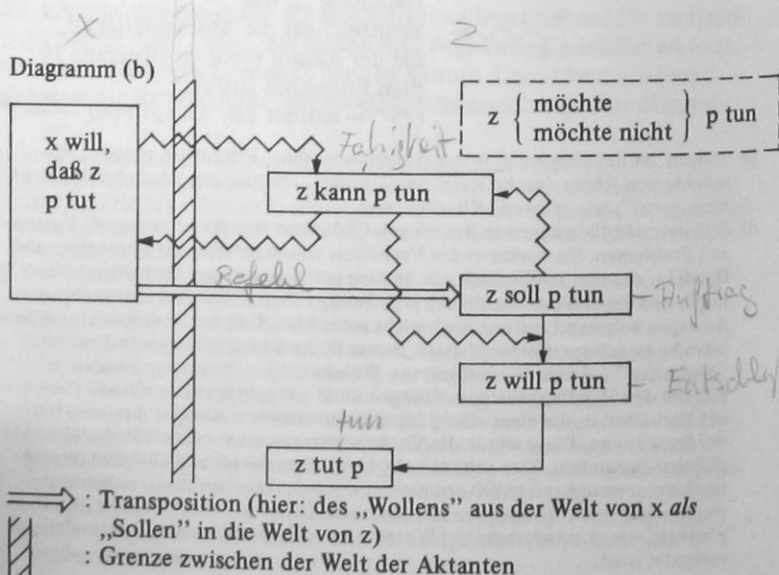 x
z
Diagramm (b)
x will,
daß z
p tut
z { möchte
möchte nicht } p tun
Fähigkeit
z kann p tun
Befehl
z soll p tun
Auftrag
z will p tun
– Entschluß
tun
z tut p
: Transposition (hier: des „Wollens” aus der Welt von x als
„Sollen” in die Welt von z)
: Grenze zwischen der Welt der Aktanten